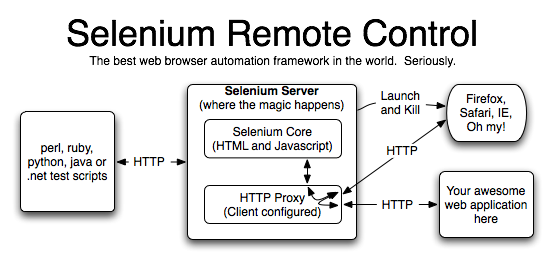 Selenium Remote Control
The best web browser automation framework in the world.  Seriously.
perl, ruby,
python, java or
.net test scripts
HTTP
Selenium Server
(where the magic happens)
Selenium Core
(HTML and Javascript)
HTTP Proxy
(Client configured)
Launch
and Kill
HTTP
HTTP
Firefox,
Safari, IE,
Oh my!
Your awesome
web application
here